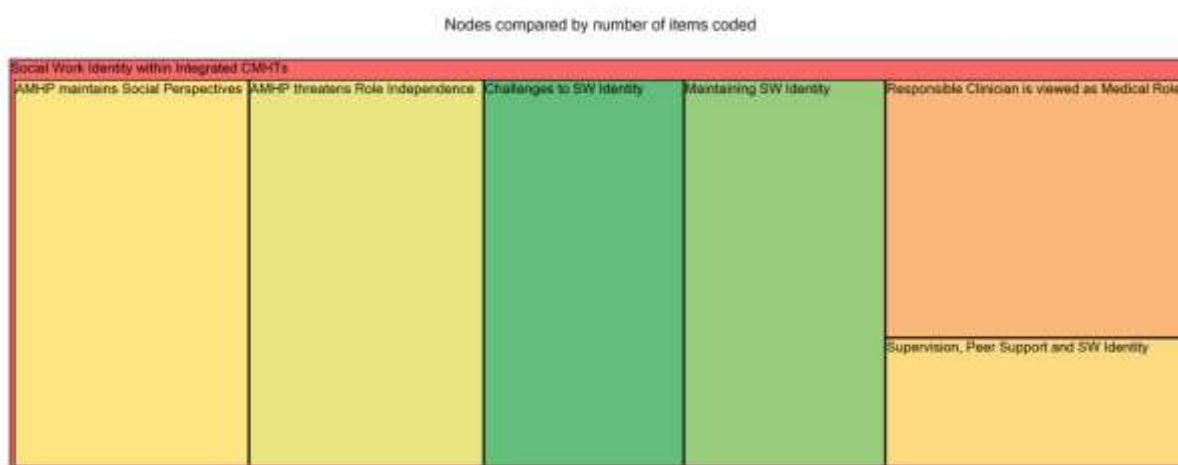 Nodes compared by number of items coded
Social Work Identity within Integrated CMHTs
AMHP maintains Social Perspectives
AMHP threatens Role Independence
Challenges to SW Identity
Maintaining SW Identity
Responsible Clinician is viewed as Medical Role
Supervision, Peer Support and SW Identity